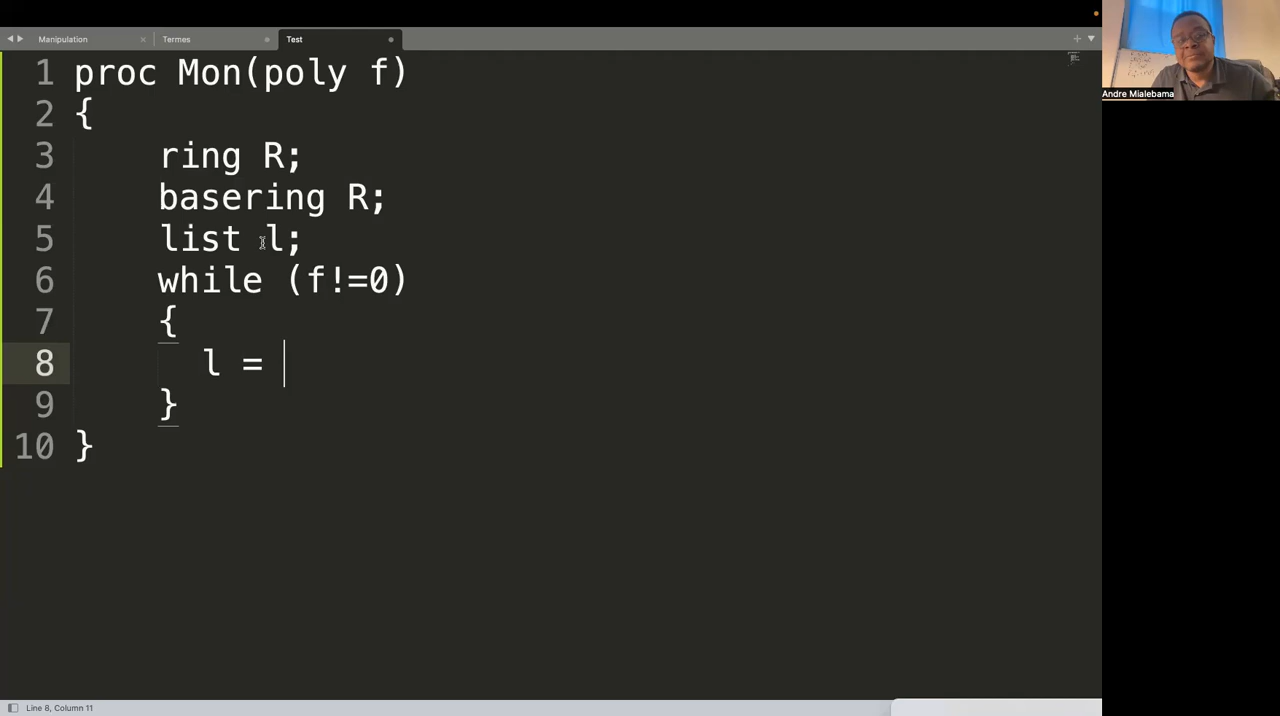 Manipulation
Termes
Test
1 proc Mon(poly f)
2 {
3 ring R;
4 basering R;
5 list l;
6 while (f!=0)
7 {
8 l =
9 }
10 }
Line 8, Column 11
Andre Mialebama